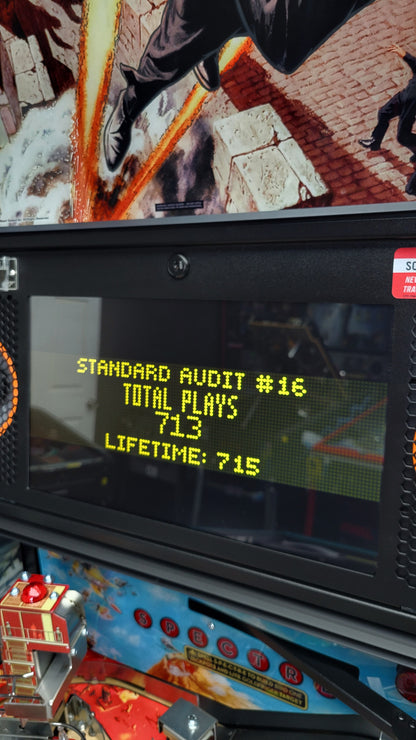 STANDARD AUDIT #16
TOTAL PLAYS
713
LIFETIME: 715
S P E C T R